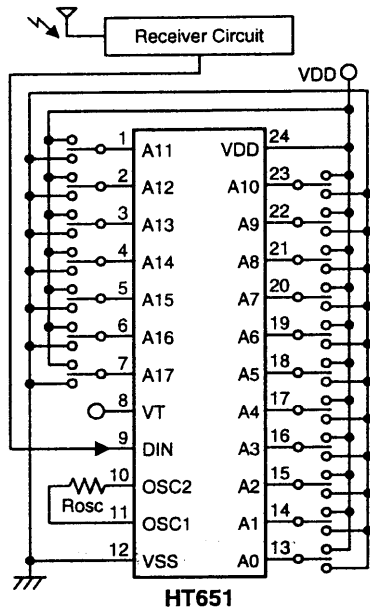 Receiver Circuit
VDD
1 A11
2 A12
3 A13
4 A14
5 A15
6 A16
7 A17
8 VT
9 DIN
10 OSC2
Rosc
11 OSC1
12 VSS
24 VDD
23 A10
22 A9
21 A8
20 A7
19 A6
18 A5
17 A4
16 A3
15 A2
14 A1
13 A0
HT651